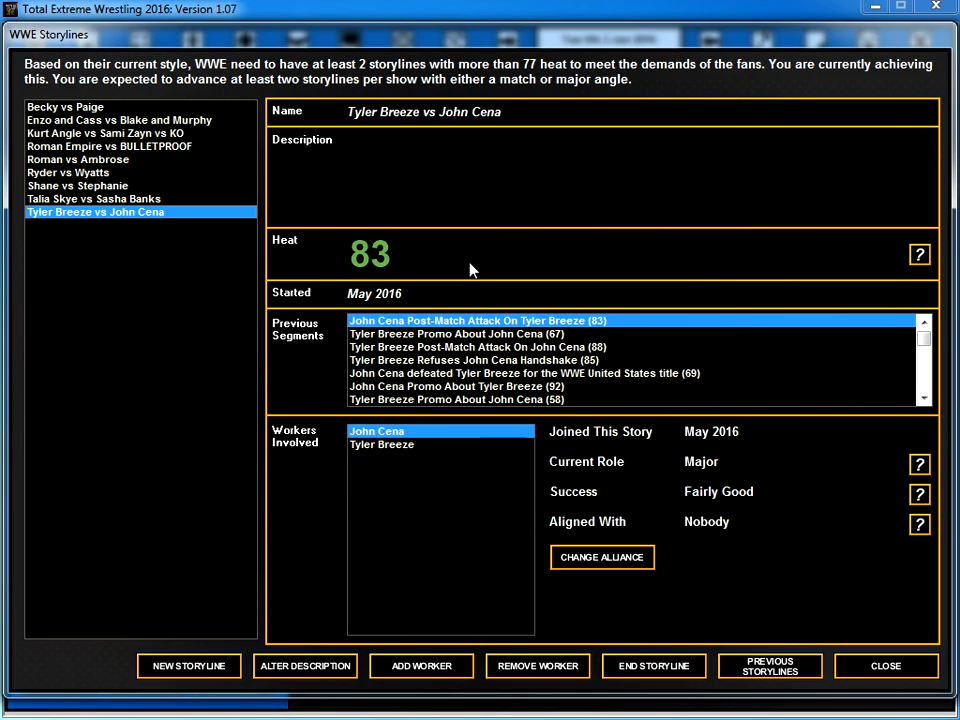 Total Extreme Wrestling 2016: Version 1.07
WWE Storylines
Based on their current style, WWE need to have at least 2 storylines with more than 77 heat to meet the demands of the fans. You are currently achieving
this. You are expected to advance at least two storylines per show with either a match or major angle.
Becky vs Paige
Enzo and Cass vs Blake and Murphy
Kurt Angle vs Sami Zayn vs KO
Roman Empire vs BULLETPROOF
Roman vs Ambrose
Ryder vs Wyatts
Shane vs Stephanie
Talia Skye vs Sasha Banks
Tyler Breeze vs John Cena
Name
Tyler Breeze vs John Cena
Description
Heat
83
?
Started
May 2016
Previous
Segments
John Cena Post-Match Attack On Tyler Breeze (83)
Tyler Breeze Promo About John Cena (67)
Tyler Breeze Post-Match Attack On John Cena (88)
Tyler Breeze Refuses John Cena Handshake (85)
John Cena defeated Tyler Breeze for the WWE United States title (69)
John Cena Promo About Tyler Breeze (92)
Tyler Breeze Promo About John Cena (58)
Workers
Involved
John Cena
Tyler Breeze
Joined This Story
May 2016
Current Role
Major
?
Success
Fairly Good
?
Aligned With
Nobody
?
CHANGE ALLIANCE
NEW STORYLINE
ALTER DESCRIPTION
ADD WORKER
REMOVE WORKER
END STORYLINE
PREVIOUS
STORYLINES
CLOSE